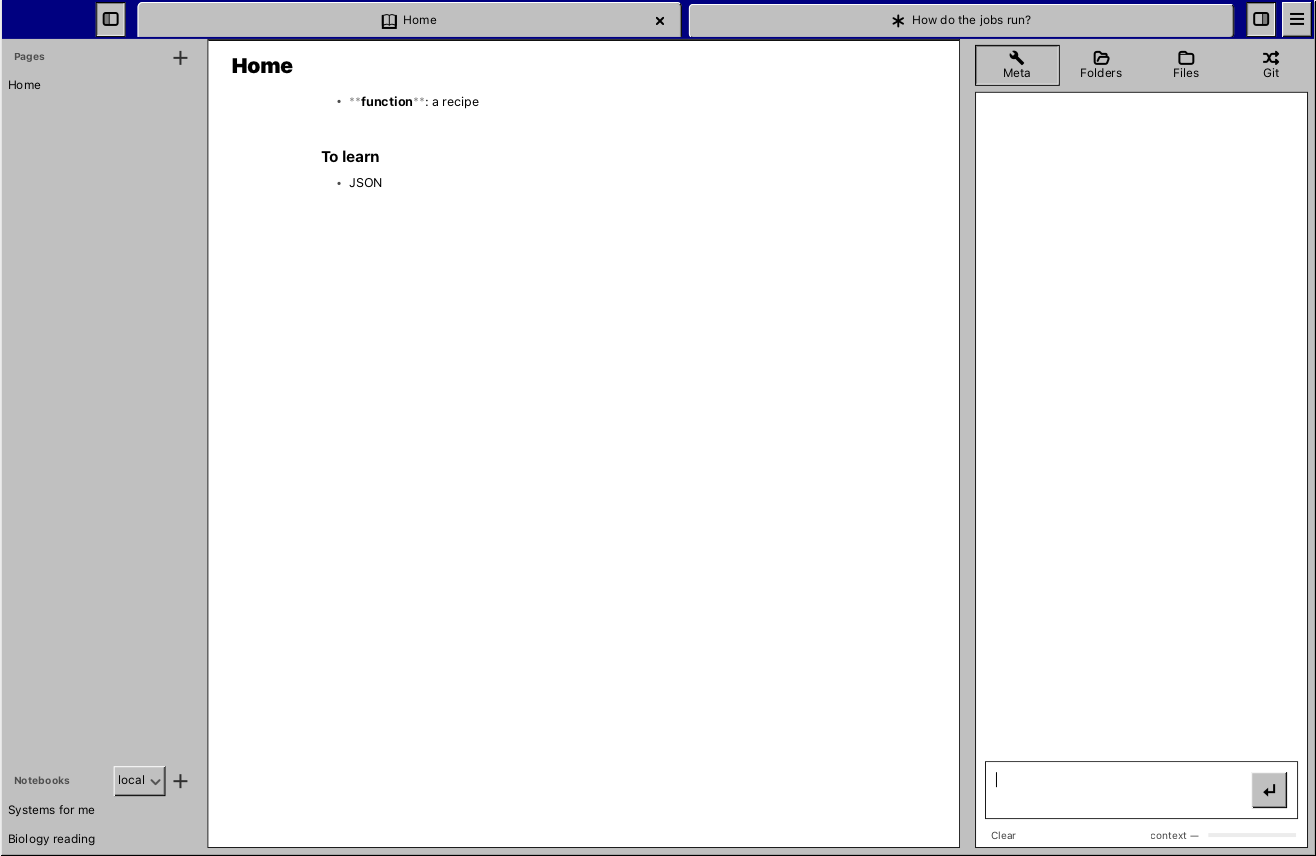 Home
How do the jobs run?
Pages
Home
Home
**function**: a recipe
To learn
JSON
Meta
Folders
Files
Git
Notebooks
local
Systems for me
Biology reading
Clear
context —